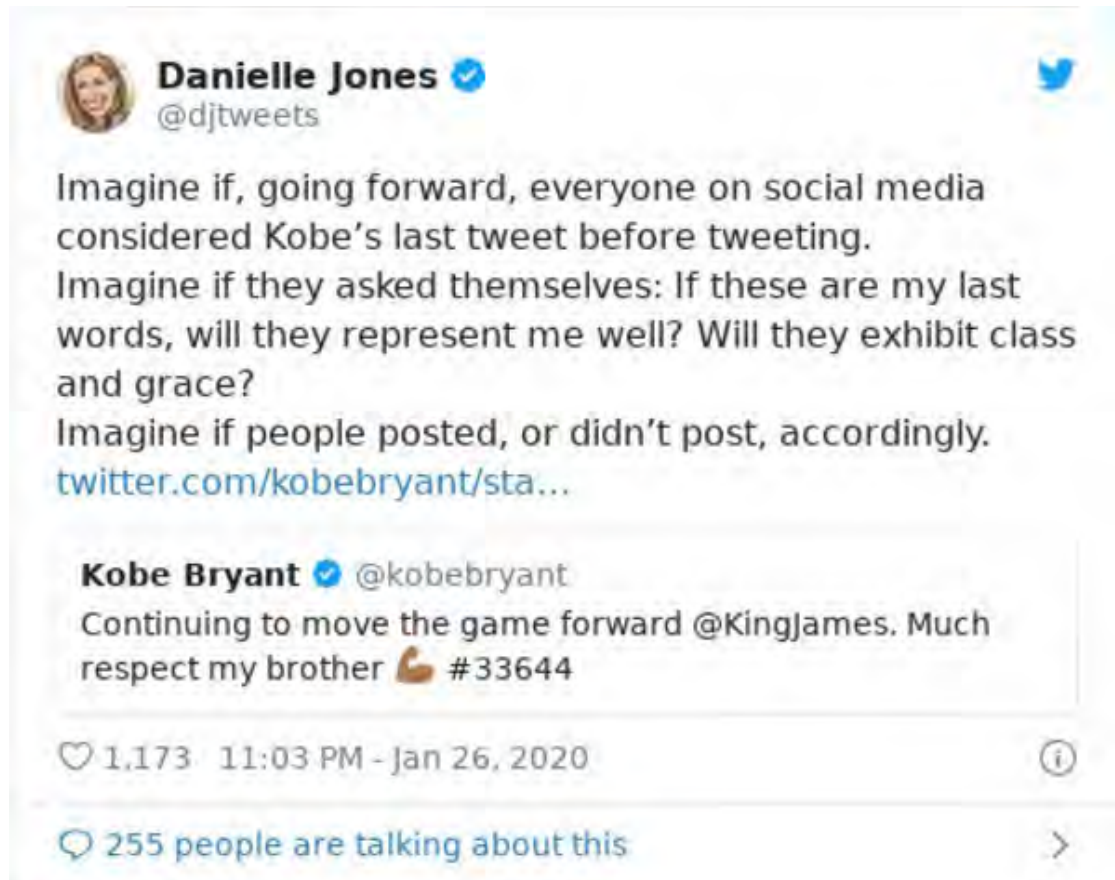 Danielle Jones
@djtweets
Imagine if, going forward, everyone on social media
considered Kobe’s last tweet before tweeting.
Imagine if they asked themselves: If these are my last
words, will they represent me well? Will they exhibit class
and grace?
Imagine if people posted, or didn’t post, accordingly.
twitter.com/kobebryant/sta...
Kobe Bryant @kobebryant
Continuing to move the game forward @KingJames. Much
respect my brother 💪🏾 #33644
1,173 11:03 PM - Jan 26, 2020
255 people are talking about this